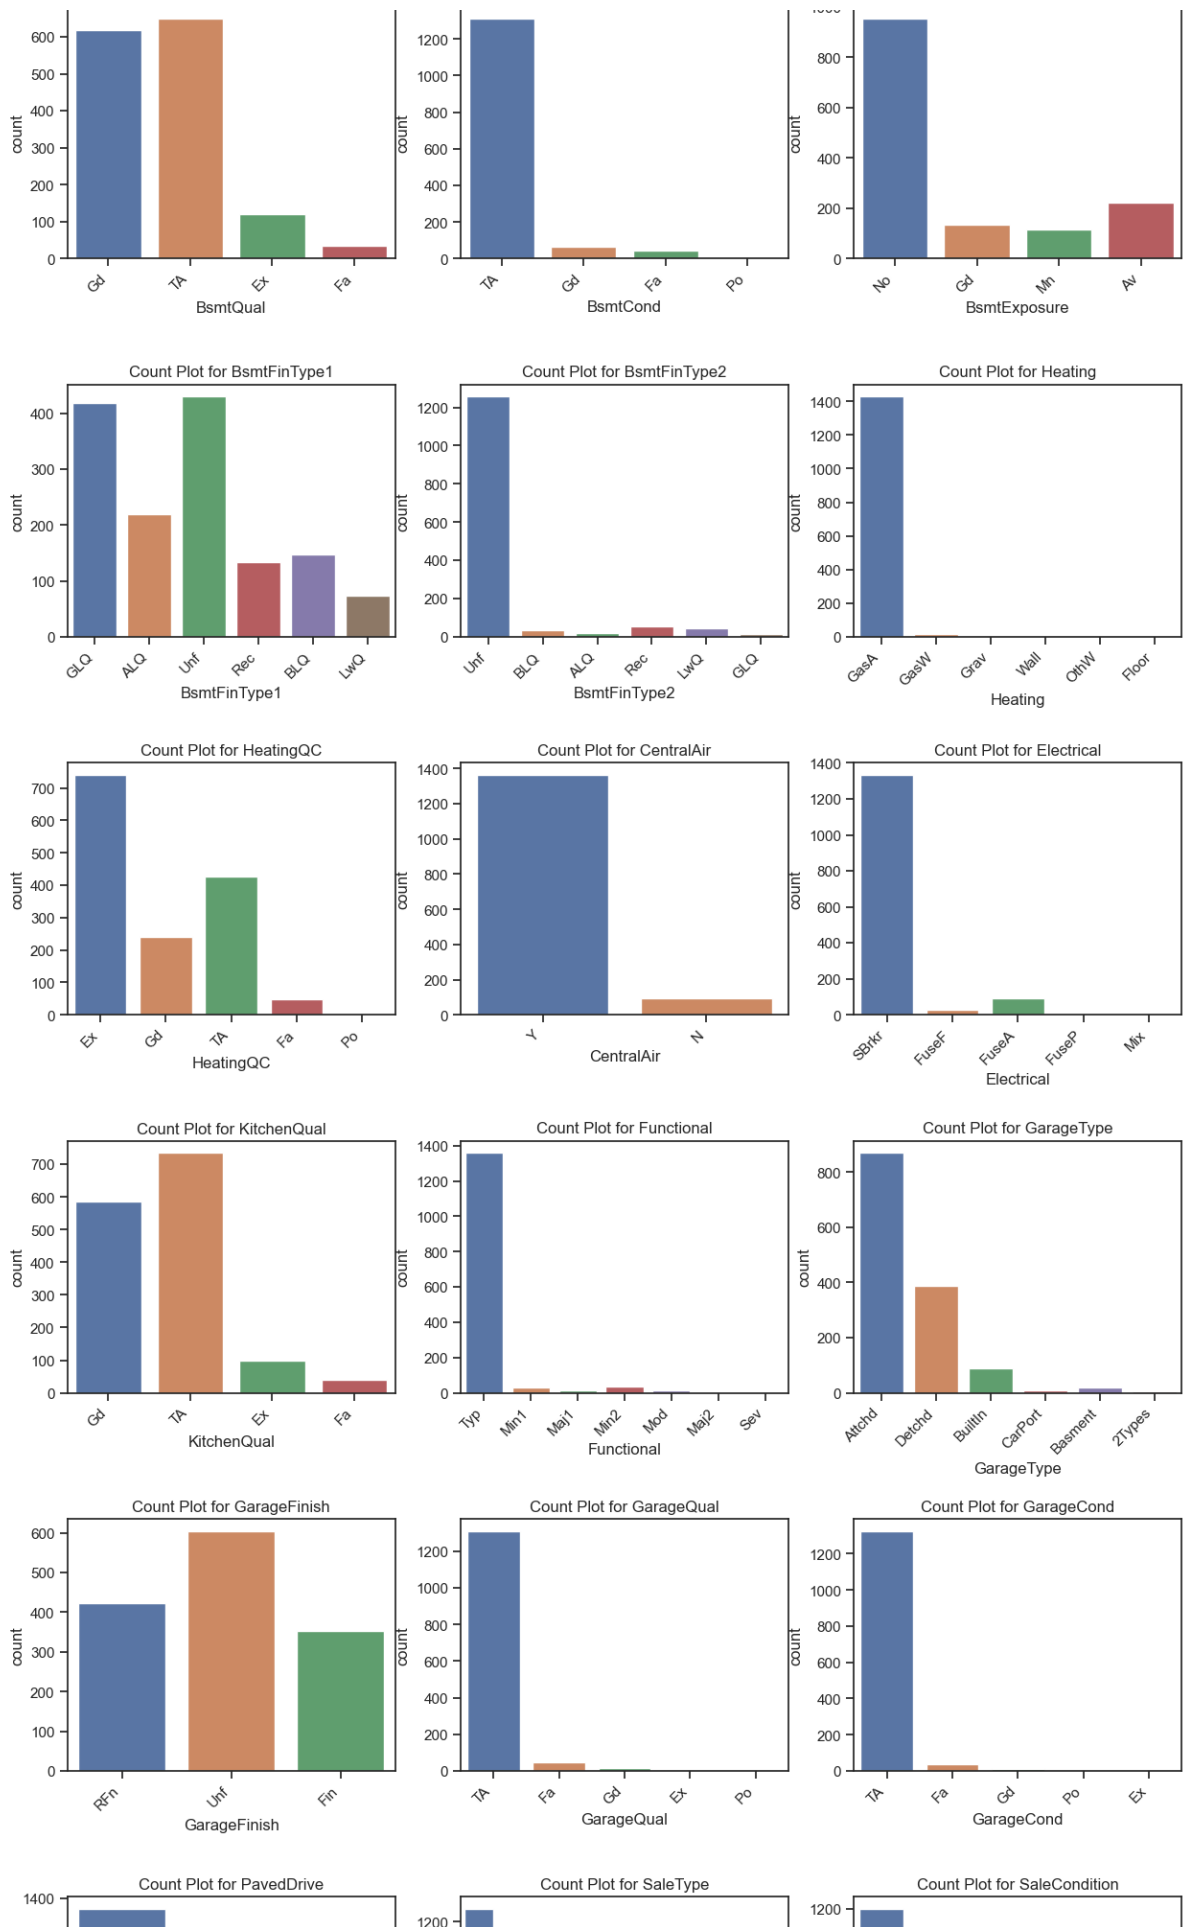 1000
600
500
400
300
200
100
0
count
Gd TA Ex Fa
BsmtQual
1200
1000
800
600
400
200
0
count
TA Gd Fa Po
BsmtCond
800
600
400
200
0
count
No Gd Mn Av
BsmtExposure
Count Plot for BsmtFinType1
400
300
200
100
0
count
GLQ ALQ Unf Rec BLQ LwQ
BsmtFinType1
Count Plot for BsmtFinType2
1200
1000
800
600
400
200
0
count
Unf BLQ ALQ Rec LwQ GLQ
BsmtFinType2
Count Plot for Heating
1400
1200
1000
800
600
400
200
0
count
GasA GasW Grav Wall OthW Floor
Heating
Count Plot for HeatingQC
700
600
500
400
300
200
100
0
count
Ex Gd TA Fa Po
HeatingQC
Count Plot for CentralAir
1400
1200
1000
800
600
400
200
0
count
Y N
CentralAir
Count Plot for Electrical
1400
1200
1000
800
600
400
200
0
count
SBrkr FuseF FuseA FuseP Mix
Electrical
Count Plot for KitchenQual
700
600
500
400
300
200
100
0
count
Gd TA Ex Fa
KitchenQual
Count Plot for Functional
1400
1200
1000
800
600
400
200
0
count
Typ Min1 Maj1 Min2 Mod Maj2 Sev
Functional
Count Plot for GarageType
800
600
400
200
0
count
Attchd Detchd BuiltIn CarPort Basment 2Types
GarageType
Count Plot for GarageFinish
600
500
400
300
200
100
0
count
RFn Unf Fin
GarageFinish
Count Plot for GarageQual
1200
1000
800
600
400
200
0
count
TA Fa Gd Ex Po
GarageQual
Count Plot for GarageCond
1200
1000
800
600
400
200
0
count
TA Fa Gd Po Ex
GarageCond
Count Plot for PavedDrive
1400
Count Plot for SaleType
1200
Count Plot for SaleCondition
1200